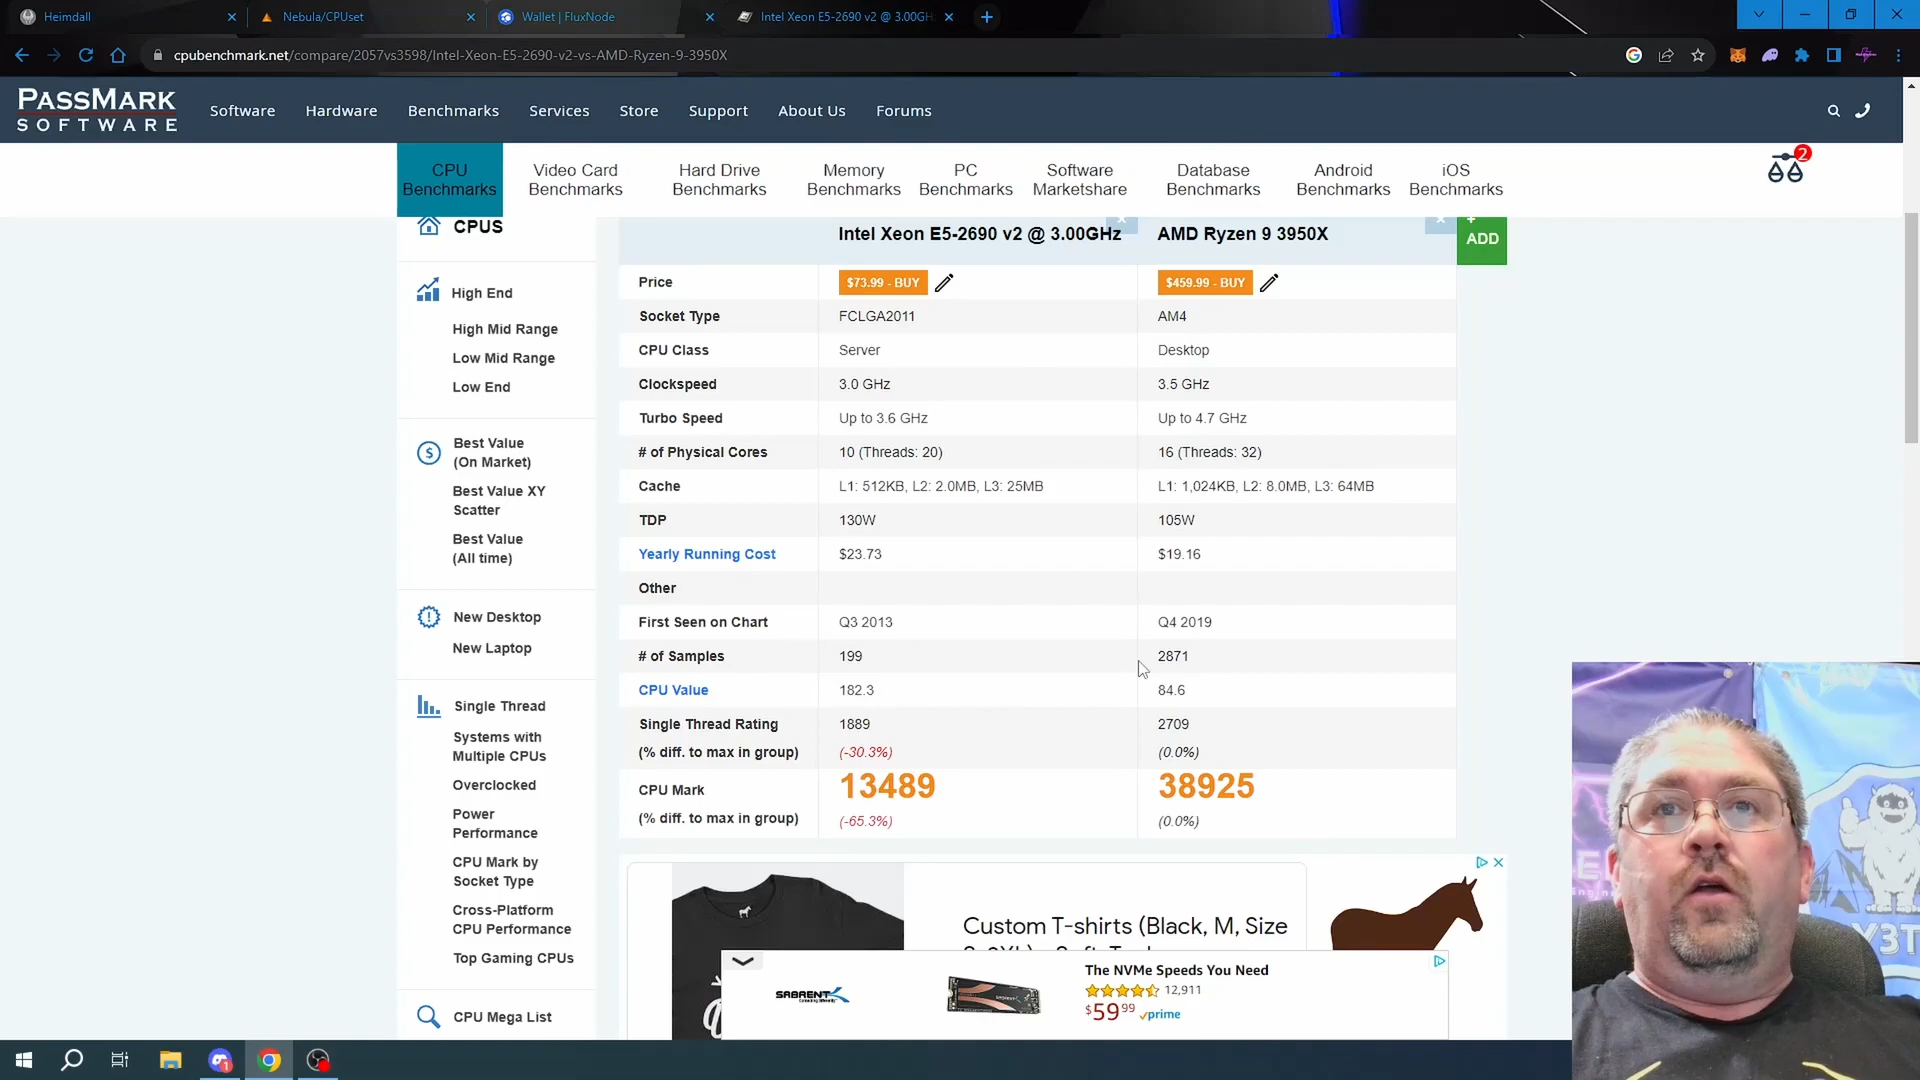 Heimdall
Nebula/CPUset
Wallet | FluxNode
Intel Xeon E5-2690 v2 @ 3.00GH
cpubenchmark.net/compare/2057vs3598/Intel-Xeon-E5-2690-v2-vs-AMD-Ryzen-9-3950X
PASSMARK
SOFTWARE
Software Hardware Benchmarks Services Store Support About Us Forums
CPU
Benchmarks
Video Card
Benchmarks
Hard Drive
Benchmarks
Memory
Benchmarks
PC
Benchmarks
Software
Marketshare
Database
Benchmarks
Android
Benchmarks
iOS
Benchmarks
2
CPUS
High End
High Mid Range
Low Mid Range
Low End
Best Value
(On Market)
Best Value XY
Scatter
Best Value
(All time)
New Desktop
New Laptop
Single Thread
Systems with
Multiple CPUs
Overclocked
Power
Performance
CPU Mark by
Socket Type
Cross-Platform
CPU Performance
Top Gaming CPUs
CPU Mega List
Intel Xeon E5-2690 v2 @ 3.00GHz AMD Ryzen 9 3950X
+
ADD
Price $73.99 - BUY $459.99 - BUY
Socket Type FCLGA2011 AM4
CPU Class Server Desktop
Clockspeed 3.0 GHz 3.5 GHz
Turbo Speed Up to 3.6 GHz Up to 4.7 GHz
# of Physical Cores 10 (Threads: 20) 16 (Threads: 32)
Cache L1: 512KB, L2: 2.0MB, L3: 25MB L1: 1,024KB, L2: 8.0MB, L3: 64MB
TDP 130W 105W
Yearly Running Cost $23.73 $19.16
Other
First Seen on Chart Q3 2013 Q4 2019
# of Samples 199 2871
CPU Value 182.3 84.6
Single Thread Rating 1889 2709
(% diff. to max in group) (-30.3%) (0.0%)
CPU Mark 13489 38925
(% diff. to max in group) (-65.3%) (0.0%)
Custom T-shirts (Black, M, Size
SABRENT
The NVMe Speeds You Need
12,911
$59 99 prime
Y3T